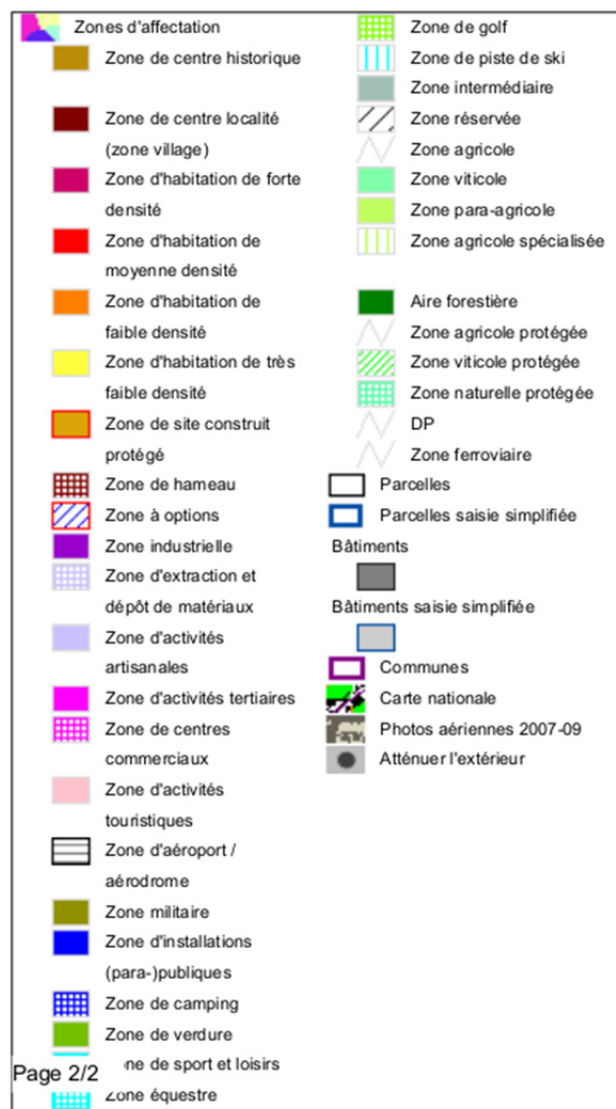 Zones d'affectation
Zone de centre historique
Zone de centre localité
(zone village)
Zone d'habitation de forte
densité
Zone d'habitation de
moyenne densité
Zone d'habitation de
faible densité
Zone d'habitation de très
faible densité
Zone de site construit
protégé
Zone de hameau
Zone à options
Zone industrielle
Zone d'extraction et
dépôt de matériaux
Zone d'activités
artisanales
Zone d'activités tertiaires
Zone de centres
commerciaux
Zone d'activités
touristiques
Zone d'aéroport /
aérodrome
Zone militaire
Zone d'installations
(para-)publiques
Zone de camping
Zone de verdure
one de sport et loisirs
Page 2/2
Zone équestre
Zone de golf
Zone de piste de ski
Zone intermédiaire
Zone réservée
Zone agricole
Zone viticole
Zone para-agricole
Zone agricole spécialisée
Aire forestière
Zone agricole protégée
Zone viticole protégée
Zone naturelle protégée
DP
Zone ferroviaire
Parcelles
Parcelles saisie simplifiée
Bâtiments
Bâtiments saisie simplifiée
Communes
Carte nationale
Photos aériennes 2007-09
Atténuer l'extérieur